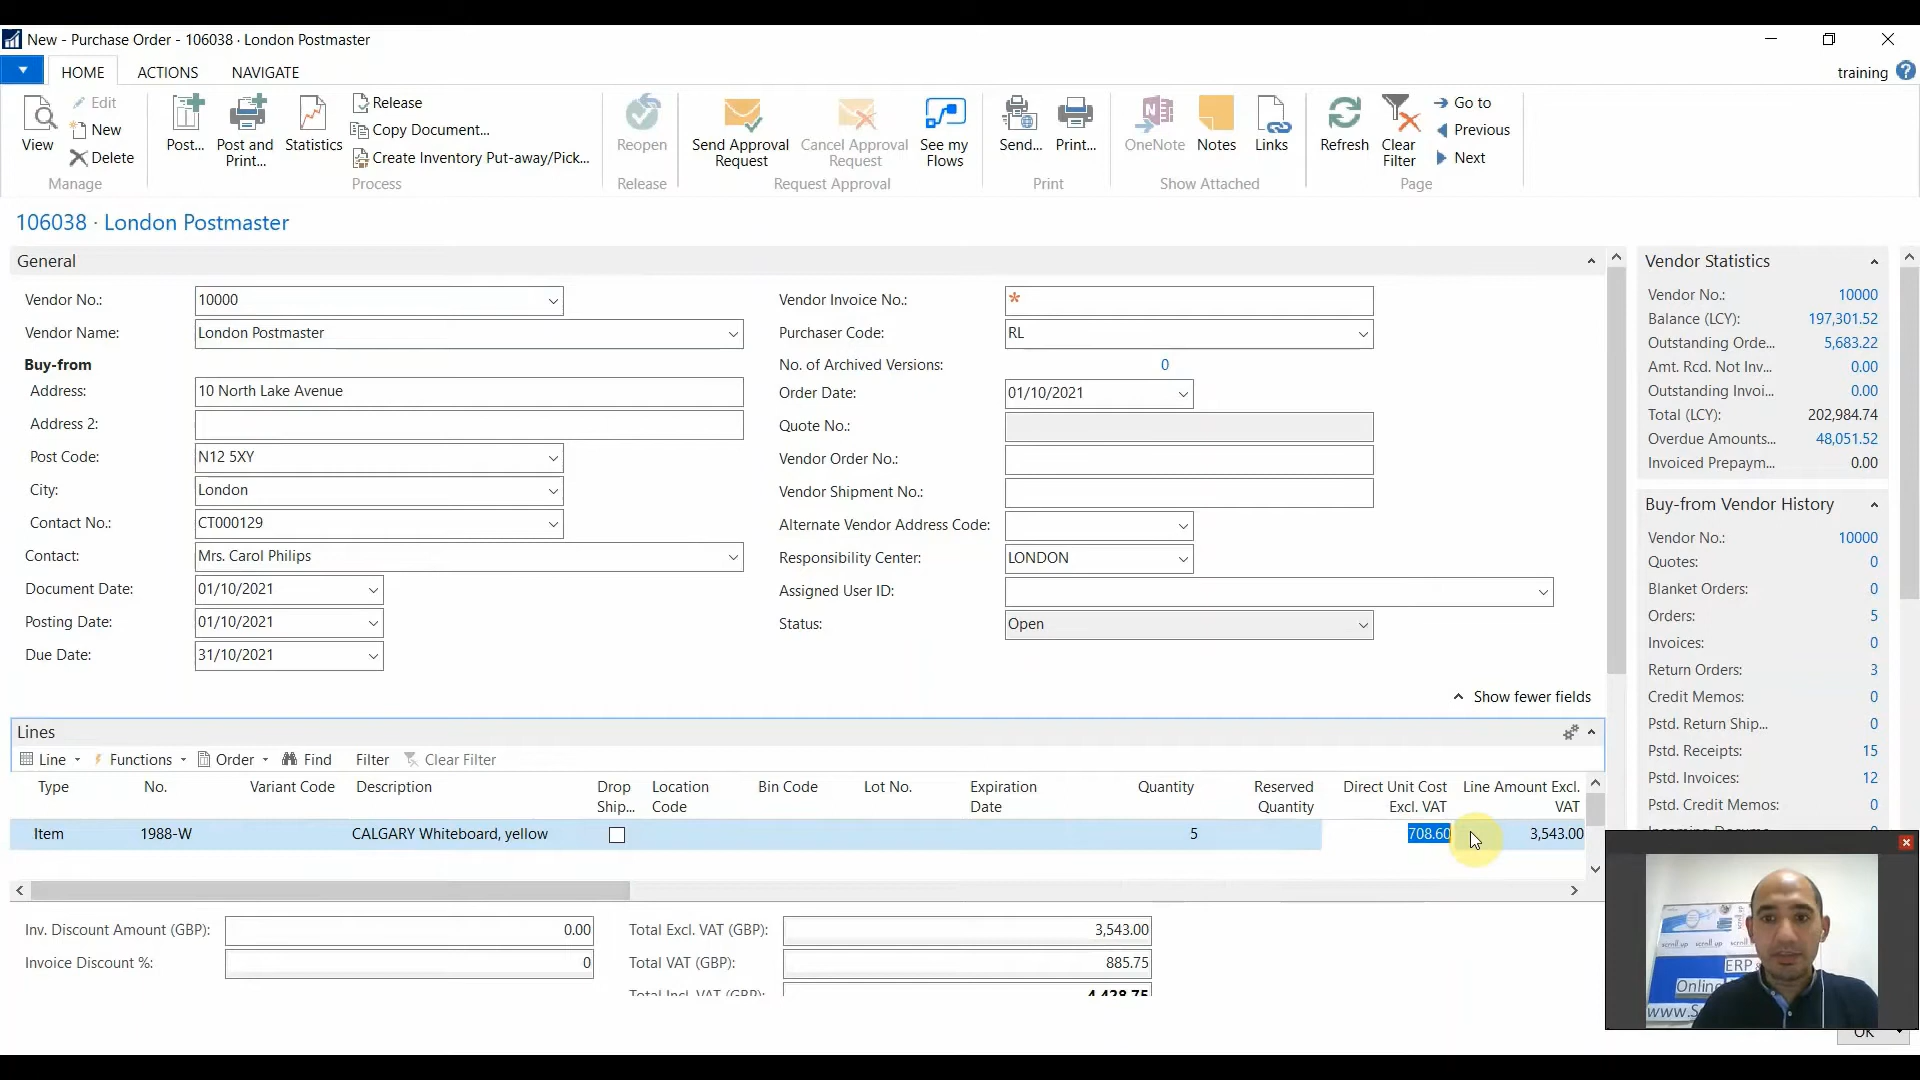 New - Purchase Order - 106038 · London Postmaster
HOME ACTIONS NAVIGATE training
View Edit New Delete Manage
Post... Post and Print... Statistics Release Copy Document... Create Inventory Put-away/Pick... Process
Reopen Release
Send Approval Request Cancel Approval Request See my Flows Request Approval
Send... Print... Print
OneNote Notes Links Show Attached
Refresh Clear Filter Go to Previous Next Page
106038 · London Postmaster
General
Vendor No.: 10000
Vendor Name: London Postmaster
Buy-from
Address: 10 North Lake Avenue
Address 2:
Post Code: N12 5XY
City: London
Contact No.: CT000129
Contact: Mrs. Carol Philips
Document Date: 01/10/2021
Posting Date: 01/10/2021
Due Date: 31/10/2021
Vendor Invoice No.: *
Purchaser Code: RL
No. of Archived Versions: 0
Order Date: 01/10/2021
Quote No.:
Vendor Order No.:
Vendor Shipment No.:
Alternate Vendor Address Code:
Responsibility Center: LONDON
Assigned User ID:
Status: Open
Show fewer fields
Lines
Line Functions Order Find Filter Clear Filter
Type No. Variant Code Description Drop Ship... Location Code Bin Code Lot No. Expiration Date Quantity Reserved Quantity Direct Unit Cost Excl. VAT Line Amount Excl. VAT
Item 1988-W CALGARY Whiteboard, yellow 5 708.60 3,543.00
Inv. Discount Amount (GBP): 0.00
Invoice Discount %: 0
Total Excl. VAT (GBP): 3,543.00
Total VAT (GBP): 885.75
Total Incl. VAT (GBP): 4,428.75
Vendor Statistics
Vendor No.: 10000
Balance (LCY): 197,301.52
Outstanding Orde... 5,683.22
Amt. Rcd. Not Inv... 0.00
Outstanding Invoi... 0.00
Total (LCY): 202,984.74
Overdue Amounts... 48,051.52
Invoiced Prepaym... 0.00
Buy-from Vendor History
Vendor No.: 10000
Quotes: 0
Blanket Orders: 0
Orders: 5
Invoices: 0
Return Orders: 3
Credit Memos: 0
Pstd. Return Ship... 0
Pstd. Receipts: 15
Pstd. Invoices: 12
Pstd. Credit Memos: 0
scroll up scroll up
ERP
Online
www.S
OK